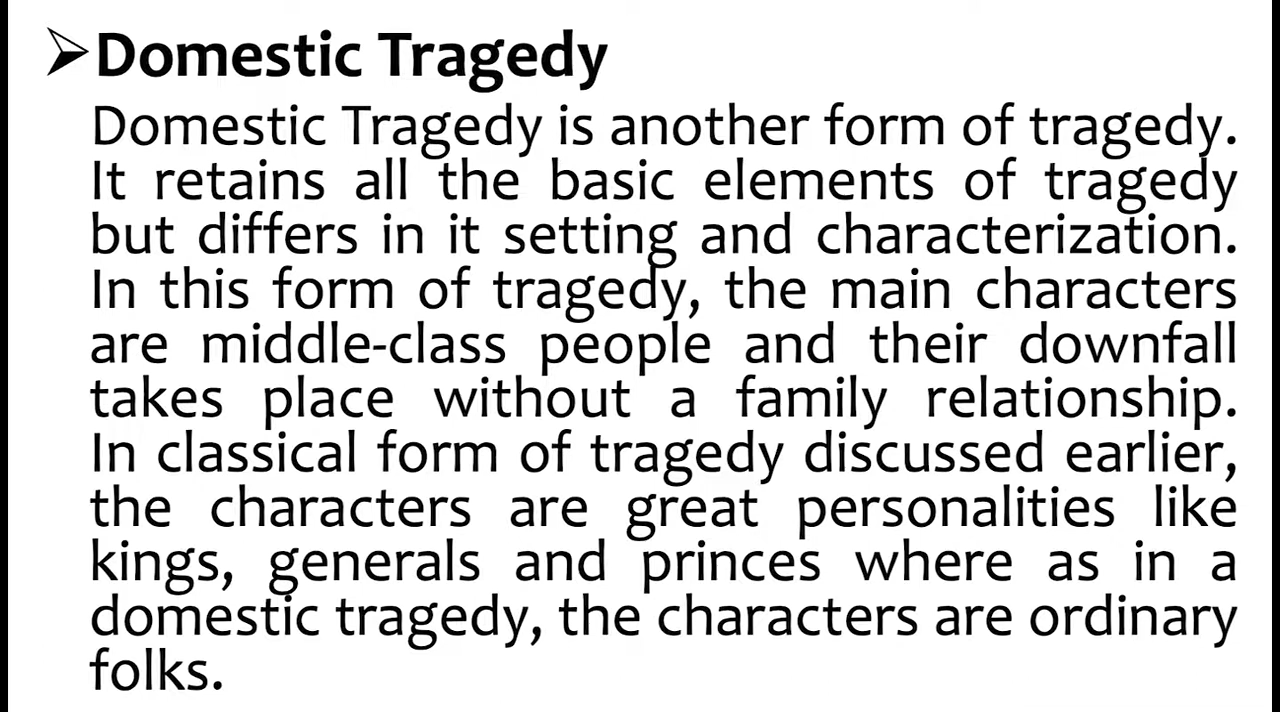 ➢Domestic Tragedy
Domestic Tragedy is another form of tragedy.
It retains all the basic elements of tragedy
but differs in it setting and characterization.
In this form of tragedy, the main characters
are middle-class people and their downfall
takes place without a family relationship.
In classical form of tragedy discussed earlier,
the characters are great personalities like
kings, generals and princes where as in a
domestic tragedy, the characters are ordinary
folks.